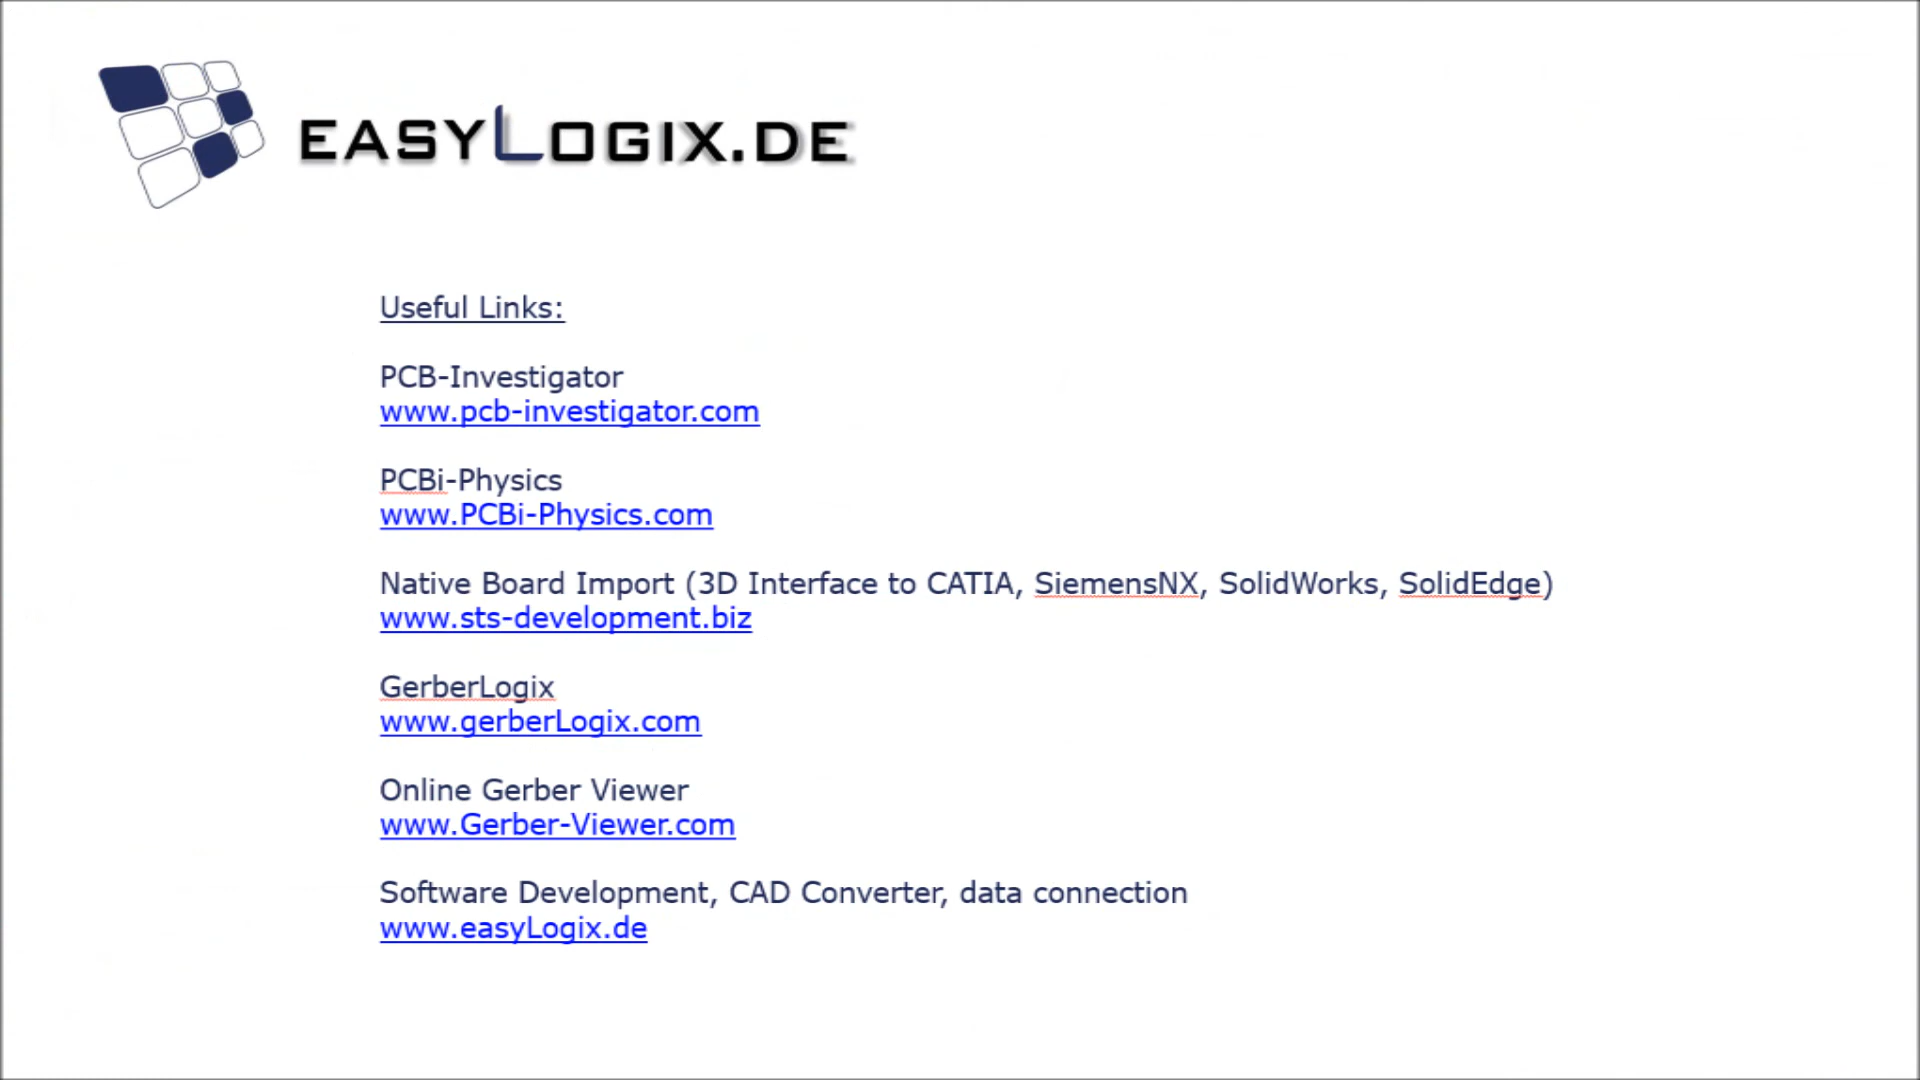 EASYLOGIX.DE
Useful Links:
PCB-Investigator
www.pcb-investigator.com
PCBi-Physics
www.PCBi-Physics.com
Native Board Import (3D Interface to CATIA, SiemensNX, SolidWorks, SolidEdge)
www.sts-development.biz
GerberLogix
www.gerberLogix.com
Online Gerber Viewer
www.Gerber-Viewer.com
Software Development, CAD Converter, data connection
www.easyLogix.de